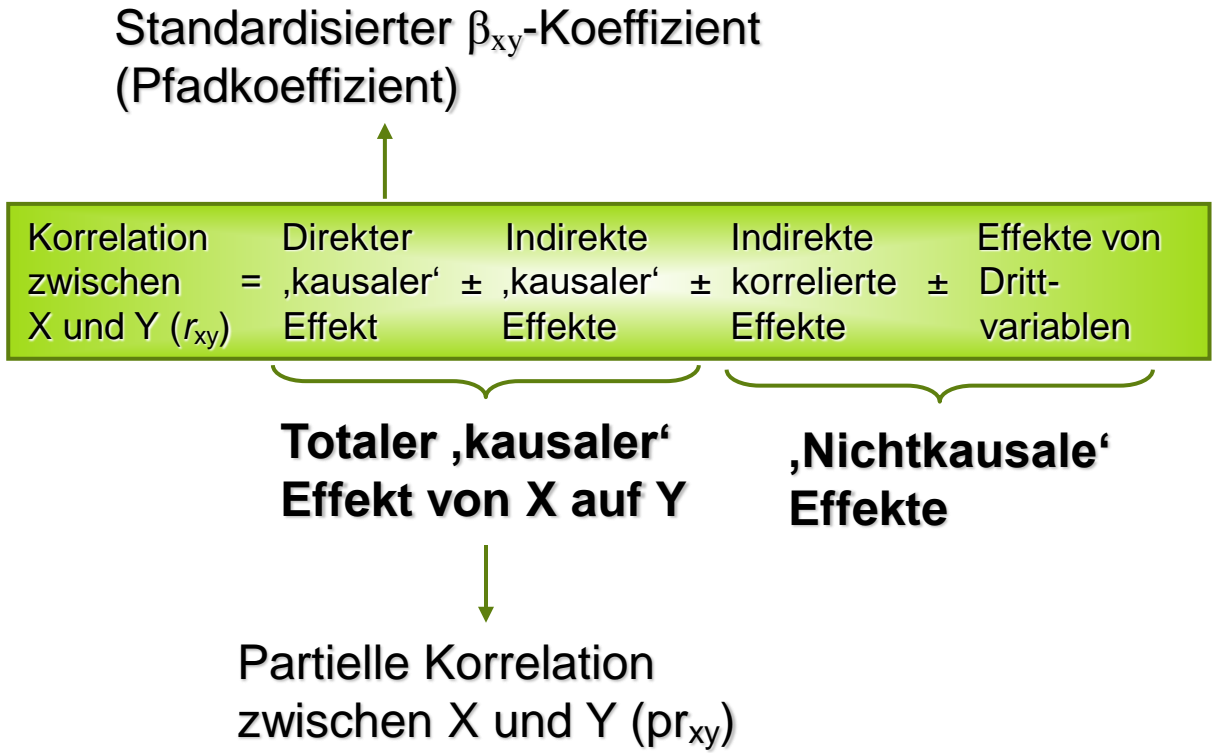 Standardisierter βxy-Koeffizient
(Pfadkoeffizient)
Korrelation Direkter Indirekte Indirekte Effekte von
zwischen = ‚kausaler‘ ± ‚kausaler‘ ± korrelierte ± Dritt-
X und Y (rxy) Effekt Effekte Effekte variablen
Totaler ‚kausaler‘
Effekt von X auf Y
‚Nichtkausale‘
Effekte
Partielle Korrelation
zwischen X und Y (prxy)